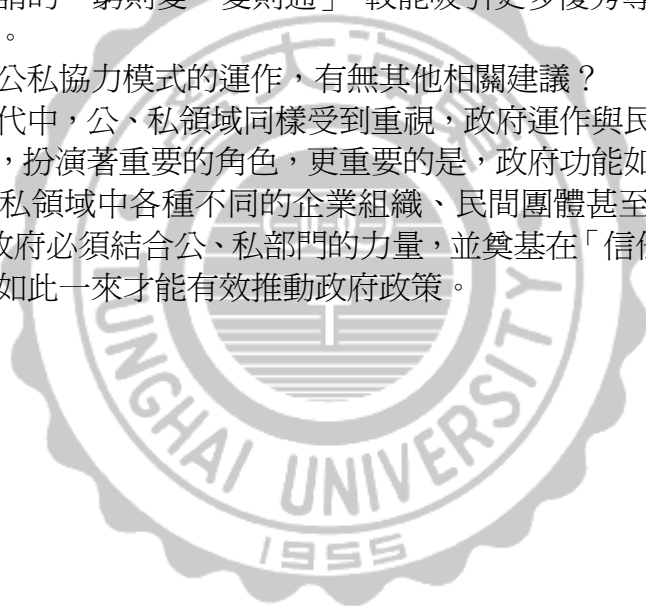 謂的「窮則變、變則通」，較能吸引更多優秀專
。
公私協力模式的運作，有無其他相關建議？
代中，公、私領域同樣受到重視，政府運作與民
，扮演著重要的角色，更重要的是，政府功能如
私領域中各種不同的企業組織、民間團體甚至
政府必須結合公、私部門的力量，並奠基在「信任
如此一來才能有效推動政府政策。
UNGHAI UNIVERSITY
1955